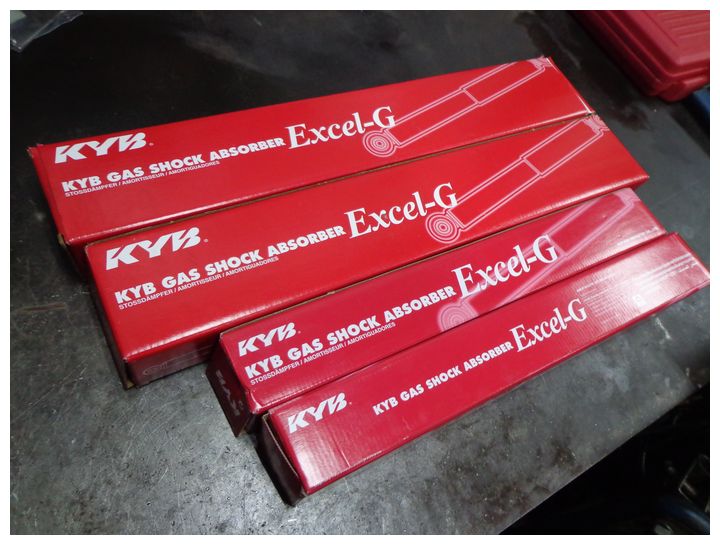 KYB®
KYB GAS SHOCK ABSORBER Excel-G
STOSSDÄMPFER / AMORTISSEUR / AMORTIGUADORES
KYB®
KYB GAS SHOCK ABSORBER Excel-G
STOSSDÄMPFER / AMORTISSEUR / AMORTIGUADORES
KYB®
KYB GAS SHOCK ABSORBER Excel-G
STOSSDÄMPFER / AMORTISSEUR / AMORTIGUADORES
KYB®
KYB GAS SHOCK ABSORBER Excel-G